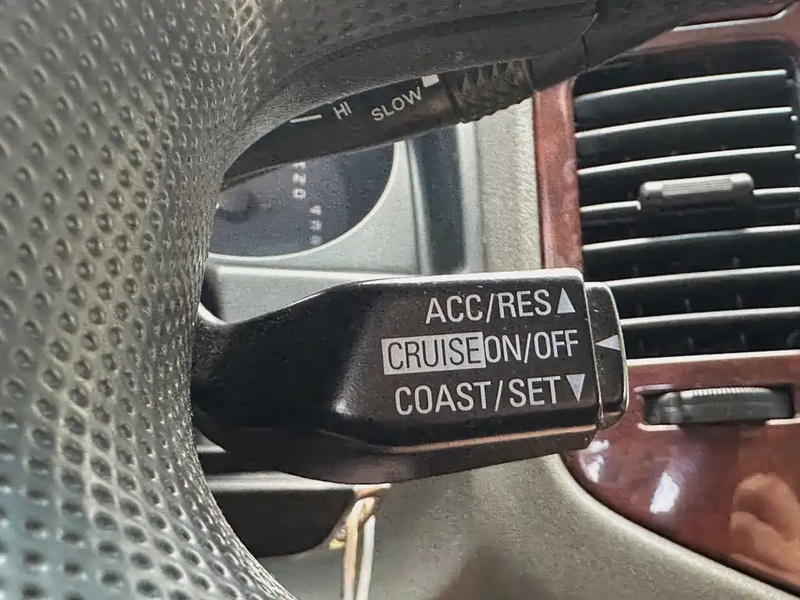 HI
SLOW
ACC/RES▲
CRUISE ON/OFF ◀
COAST/SET▼